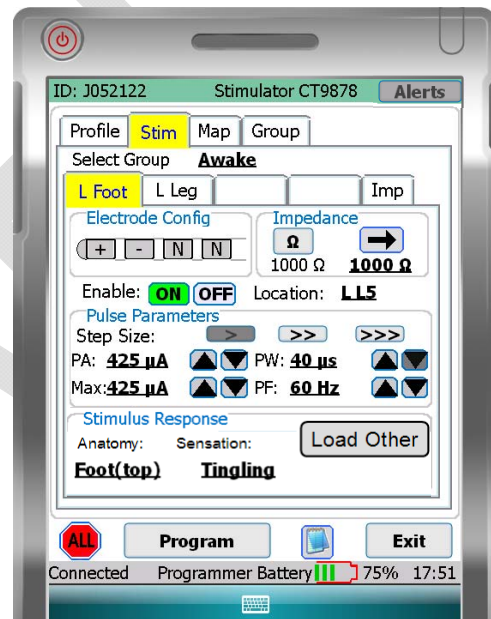 ID: J052122 Stimulator CT9878 Alerts
Profile Stim Map Group
Select Group Awake
L Foot L Leg Imp
Electrode Config Impedance
+ - N N Ω →
1000 Ω 1000 Ω
Enable: ON OFF Location: L L5
Pulse Parameters
Step Size: > >> >>>
PA: 425 µA PW: 40 µs
Max:425 µA PF: 60 Hz
Stimulus Response
Anatomy: Sensation: Load Other
Foot(top) Tingling
ALL Program Exit
Connected Programmer Battery 75% 17:51